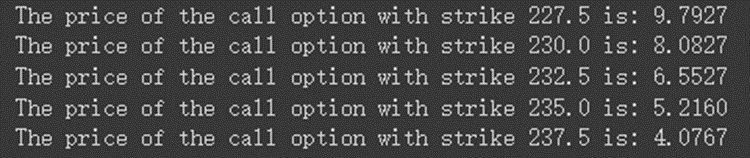 The price of the call option with strike 227.5 is: 9.7927
The price of the call option with strike 230.0 is: 8.0827
The price of the call option with strike 232.5 is: 6.5527
The price of the call option with strike 235.0 is: 5.2160
The price of the call option with strike 237.5 is: 4.0767